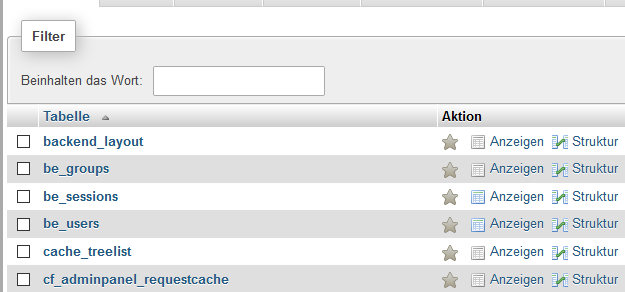 Filter
Beinhalten das Wort:
Tabelle Aktion
backend_layout Anzeigen Struktur
be_groups Anzeigen Struktur
be_sessions Anzeigen Struktur
be_users Anzeigen Struktur
cache_treelist Anzeigen Struktur
cf_adminpanel_requestcache Anzeigen Struktur